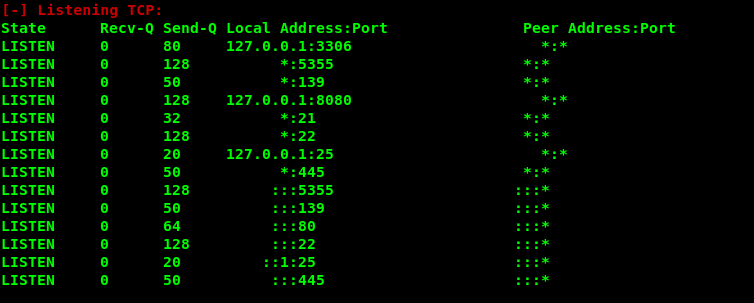 [-] Listening TCP:
State      Recv-Q Send-Q Local Address:Port               Peer Address:Port
LISTEN     0      80     127.0.0.1:3306                     *:*
LISTEN     0      128          *:5355                     *:*
LISTEN     0      50           *:139                      *:*
LISTEN     0      128    127.0.0.1:8080                     *:*
LISTEN     0      32           *:21                       *:*
LISTEN     0      128          *:22                       *:*
LISTEN     0      20     127.0.0.1:25                       *:*
LISTEN     0      50           *:445                      *:*
LISTEN     0      128         :::5355                    :::*
LISTEN     0      50          :::139                     :::*
LISTEN     0      64          :::80                      :::*
LISTEN     0      128         :::22                      :::*
LISTEN     0      20         ::1:25                      :::*
LISTEN     0      50          :::445                     :::*